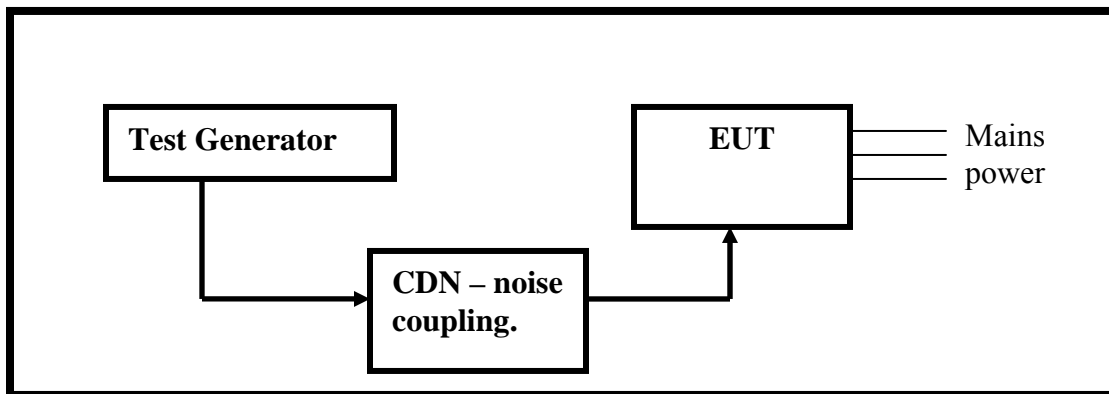 Test Generator
EUT
Mains
power
CDN – noise
coupling.